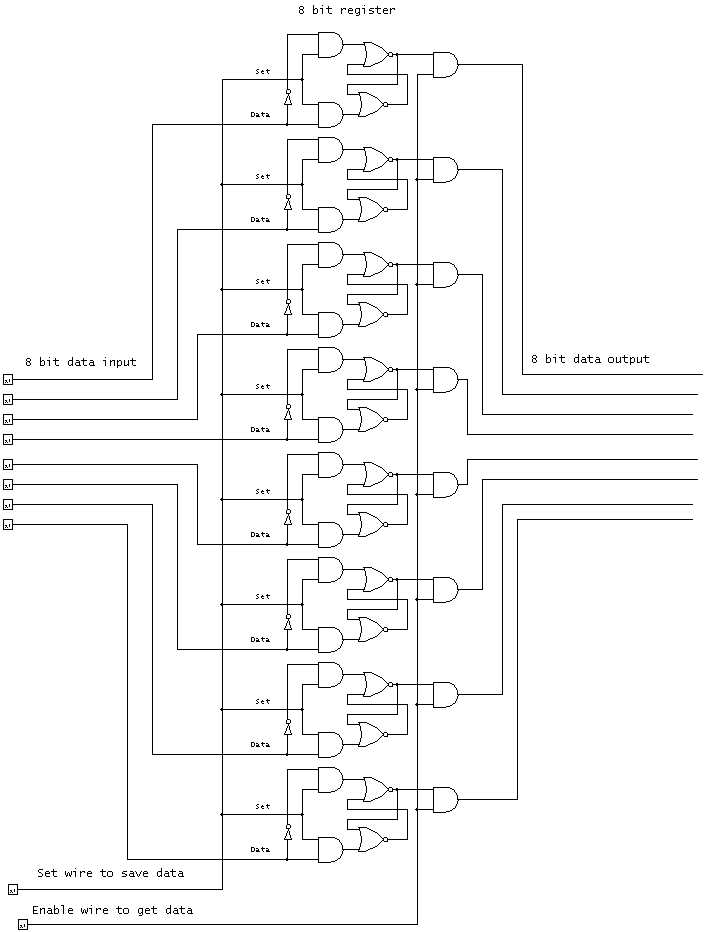 8 bit register
Set
Data
Set
Data
Set
Data
8 bit data input
8 bit data output
Set
Data
Set
Data
Set
Data
Set
Data
Set
Data
Set wire to save data
Enable wire to get data